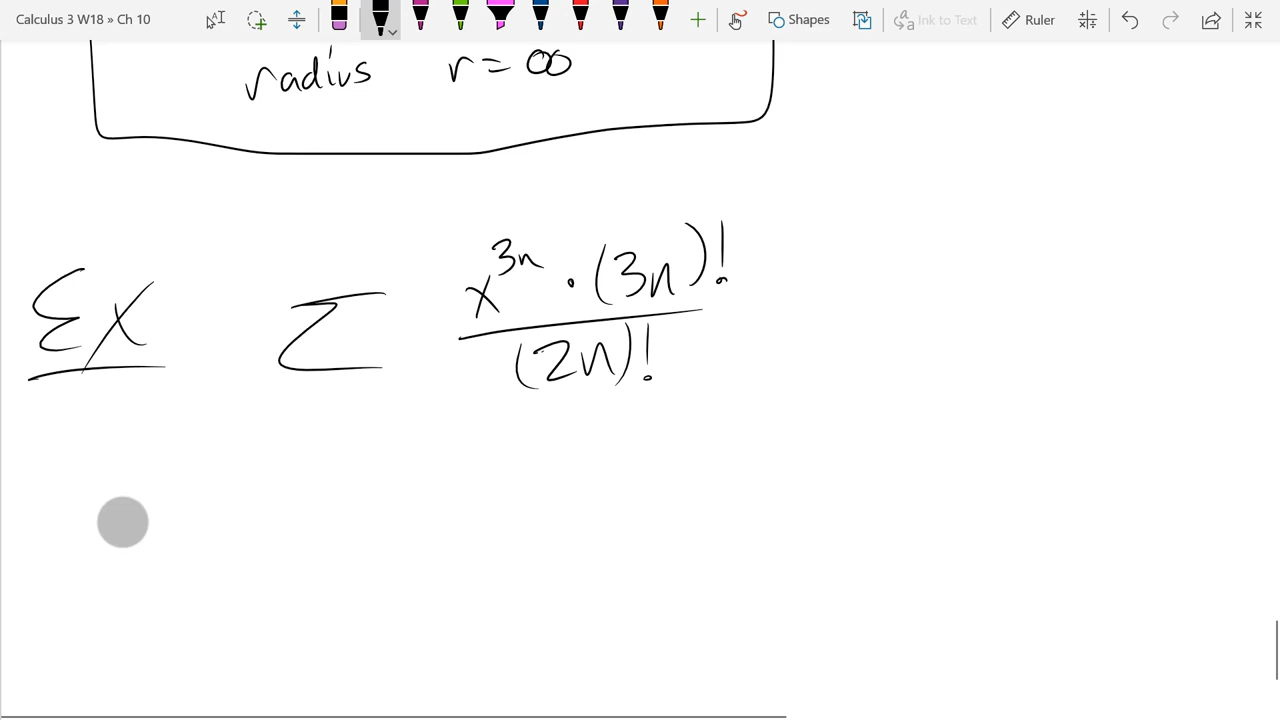 Calculus 3 W18 » Ch 10
Shapes
Ink to Text
Ruler
radius r = ∞
Ex Σ x^{3n} · (3n)! / (2n)!